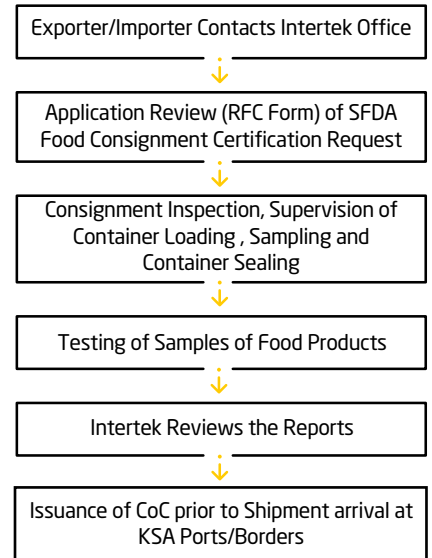 Exporter/Importer Contacts Intertek Office
Application Review (RFC Form) of SFDA
Food Consignment Certification Request
Consignment Inspection, Supervision of
Container Loading , Sampling and
Container Sealing
Testing of Samples of Food Products
Intertek Reviews the Reports
Issuance of CoC prior to Shipment arrival at
KSA Ports/Borders